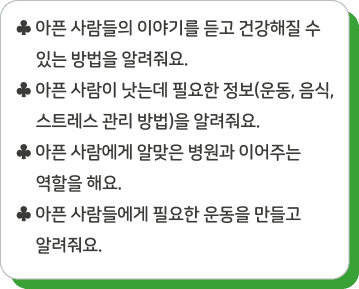 ♣ 아픈 사람들의 이야기를 듣고 건강해질 수
있는 방법을 알려줘요.
♣ 아픈 사람이 낫는데 필요한 정보(운동, 음식,
스트레스 관리 방법)을 알려줘요.
♣ 아픈 사람에게 알맞은 병원과 이어주는
역할을 해요.
♣ 아픈 사람들에게 필요한 운동을 만들고
알려줘요.